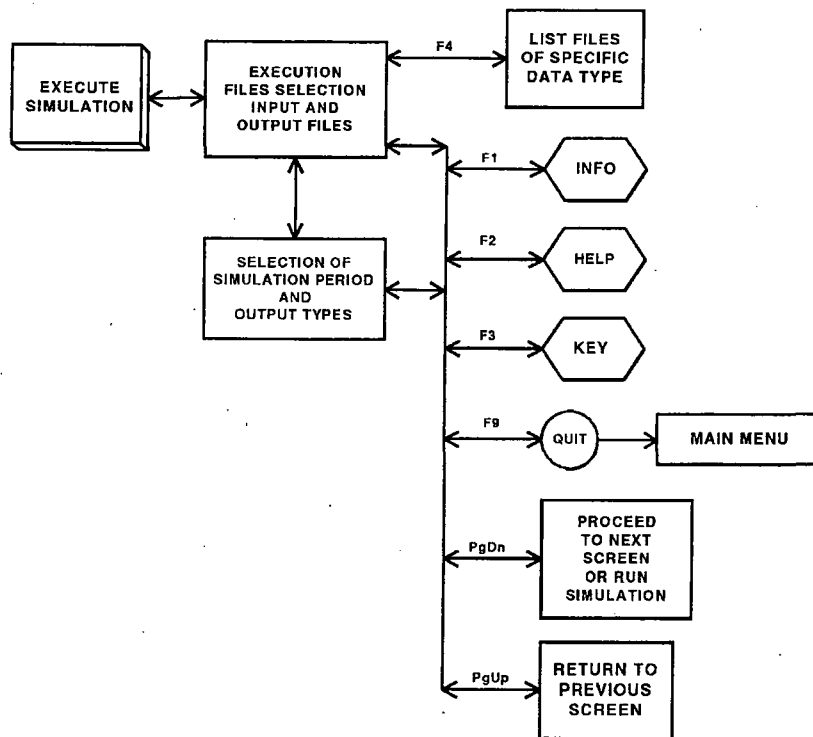 EXECUTE
SIMULATION
EXECUTION
FILES SELECTION
INPUT AND
OUTPUT FILES
F4
LIST FILES
OF SPECIFIC
DATA TYPE
F1
INFO
SELECTION OF
SIMULATION PERIOD
AND
OUTPUT TYPES
F2
HELP
F3
KEY
F9
QUIT
MAIN MENU
PgDn
PROCEED
TO NEXT
SCREEN
OR RUN
SIMULATION
PgUp
RETURN TO
PREVIOUS
SCREEN